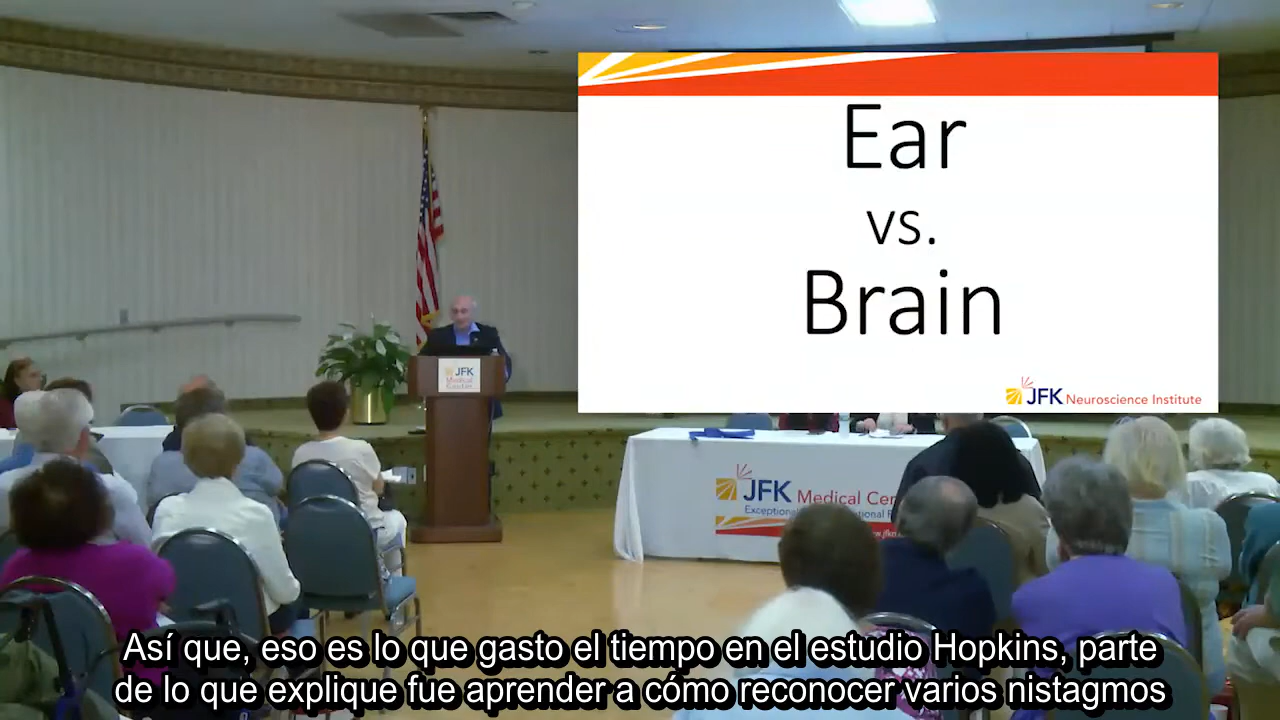 Ear
vs.
Brain
JFK Neuroscience Institute
JFK
Medical
Center
JFK Medical
Así que, eso es lo que gasto el tiempo en el estudio Hopkins, parte
de lo que explique fue aprender a cómo reconocer varios nistagmos